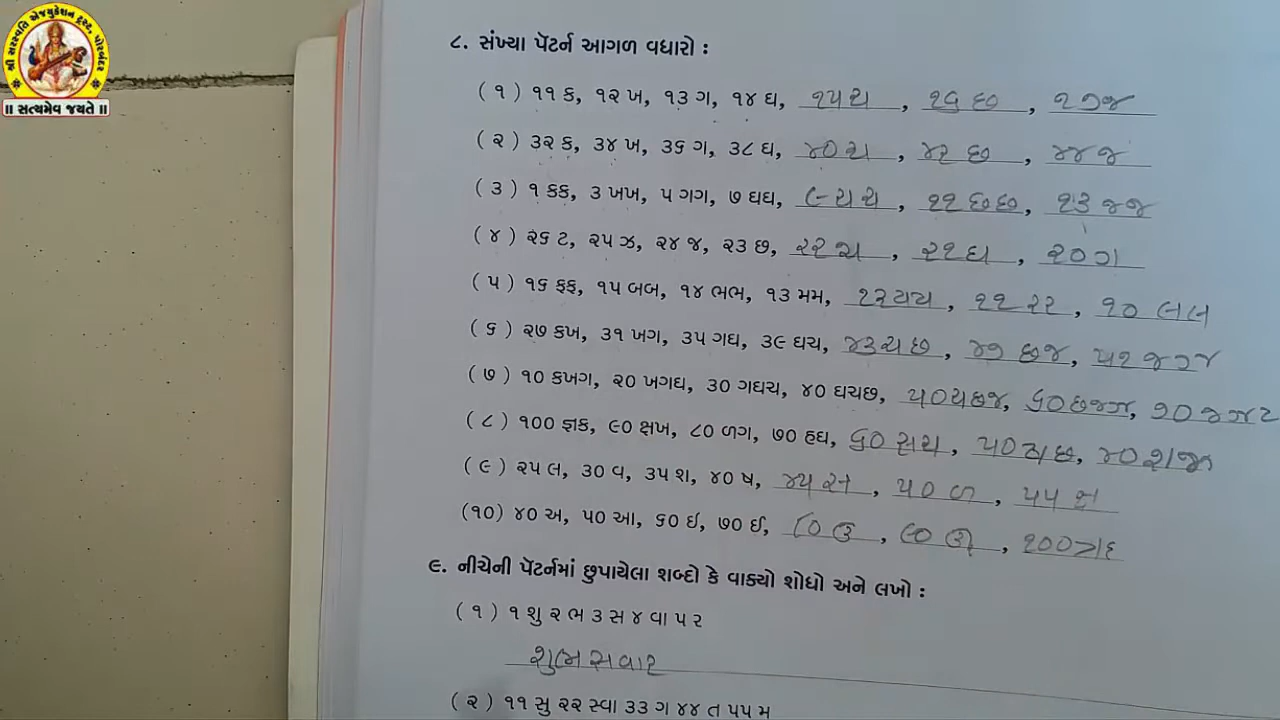 શ્રી સરસ્વતિ એજ્યુકેશન ટ્રસ્ટ, પોરબંદર
॥ સત્યમેવ જયતે ॥
૮. સંખ્યા પૅટર્ન આગળ વધારો :
(૧) ૧૧ ક, ૧૨ ખ, ૧૩ ગ, ૧૪ ઘ, ૧૫ ચ, ૧૬ છ, ૧૭ જ
(૨) ૩૨ ક, ૩૪ ખ, ૩૬ ગ, ૩૮ ઘ, ૪૦ ચ, ૪૨ છ, ૪૪ જ
(૩) ૧ કક, ૩ ખખ, ૫ ગગ, ૭ ઘઘ, ૯ ચચ, ૧૧ છછ, ૧૩ જજ
(૪) ૨૬ ટ, ૨૫ ઝ, ૨૪ જ, ૨૩ છ, ૨૨ ચ, ૨૧ ઘ, ૨૦ ગ
(૫) ૧૬ ફફ, ૧૫ બબ, ૧૪ ભભ, ૧૩ મમ, ૧૨ યય, ૧૧ રર, ૧૦ લલ
(૬) ૨૭ કખ, ૩૧ ખગ, ૩૫ ગઘ, ૩૯ ઘચ, ૪૩ ચછ, ૪૭ છજ, ૫૧ જઝ
(૭) ૧૦ કખગ, ૨૦ ખગઘ, ૩૦ ગઘચ, ૪૦ ઘચછ, ૫૦ ચછજ, ૬૦ છજઝ, ૭૦ જઝટ
(૮) ૧૦૦ જ્ઞક, ૯૦ ક્ષખ, ૮૦ ળગ, ૭૦ હઘ, ૬૦ સચ, ૫૦ ષછ, ૪૦ શજ
(૯) ૨૫ લ, ૩૦ વ, ૩૫ શ, ૪૦ ષ, ૪૫ સ, ૫૦ ળ, ૫૫ ક્ષ
(૧૦) ૪૦ અ, ૫૦ આ, ૬૦ ઇ, ૭૦ ઈ, ૮૦ ઉ, ૯૦ ઊ, ૧૦૦
૯. નીચેની પૅટર્નમાં છુપાયેલા શબ્દો કે વાક્યો શોધો અને લખો :
(૧) ૧ શુ ૨ ભ ૩ સ ૪ વા ૫ ર
શુભ સવાર
(૨) ૧૧ સુ ૨૨ સ્વા ૩૩ ગ ૪૪ ત ૫૫ મ